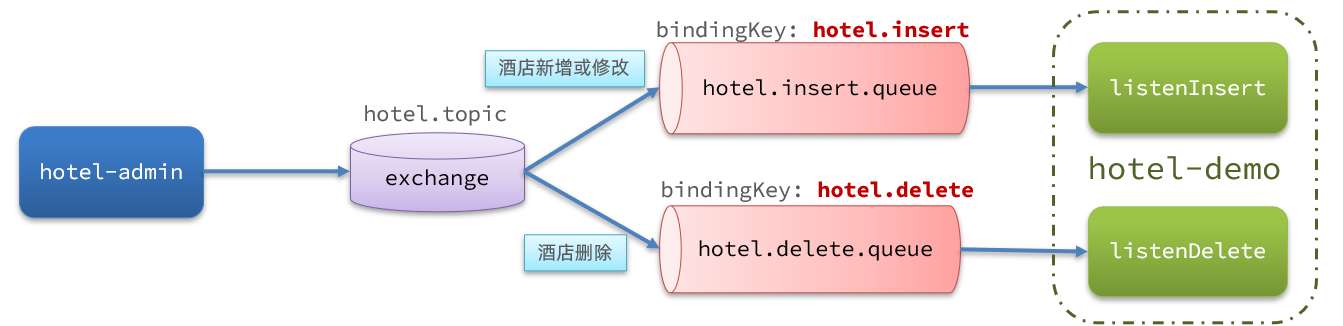 bindingKey: hotel.insert
酒店新增或修改
hotel.insert.queue
listenInsert
hotel.topic
hotel-admin
exchange
hotel-demo
bindingKey: hotel.delete
酒店删除
hotel.delete.queue
listenDelete